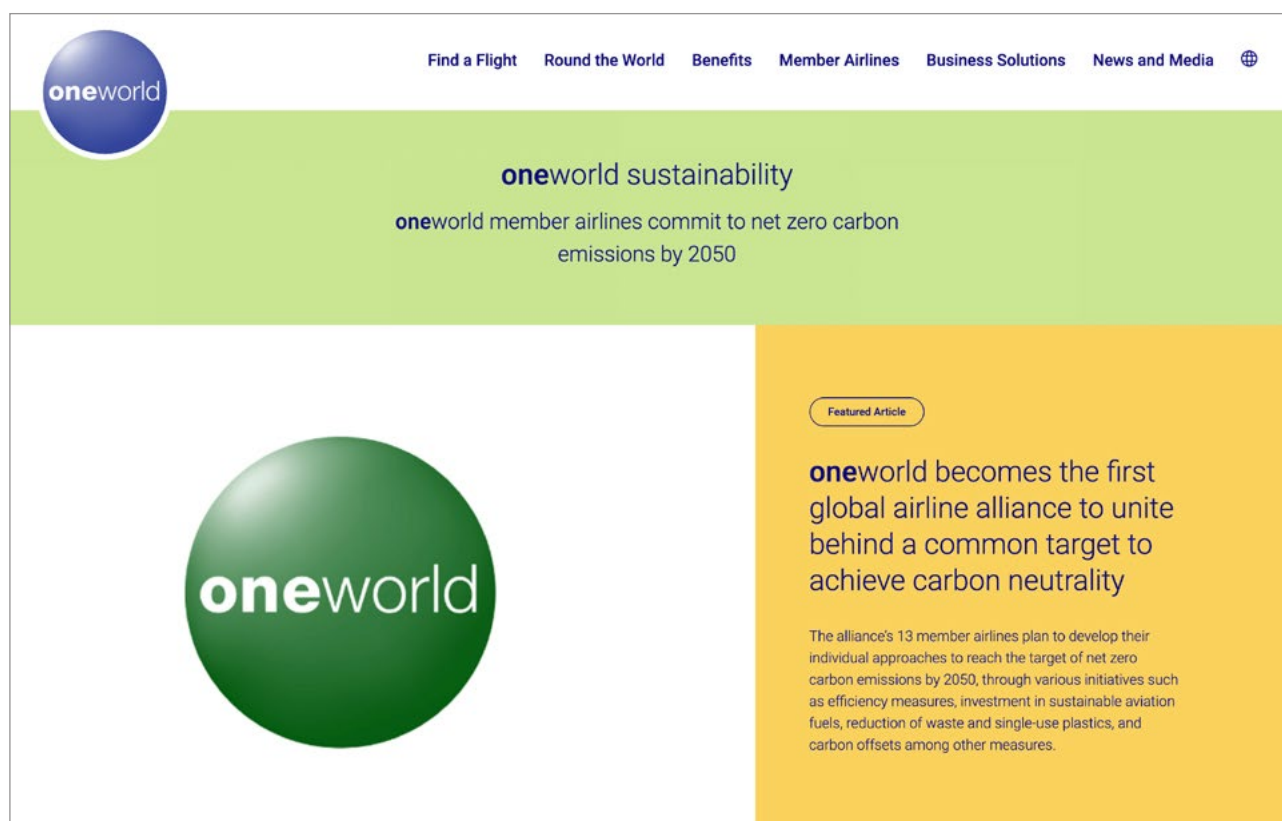 oneworld
Find a Flight Round the World Benefits Member Airlines Business Solutions News and Media
oneworld sustainability
oneworld member airlines commit to net zero carbon
emissions by 2050
oneworld
Featured Article
oneworld becomes the first
global airline alliance to unite
behind a common target to
achieve carbon neutrality
The alliance's 13 member airlines plan to develop their
individual approaches to reach the target of net zero
carbon emissions by 2050, through various initiatives such
as efficiency measures, investment in sustainable aviation
fuels, reduction of waste and single-use plastics, and
carbon offsets among other measures.